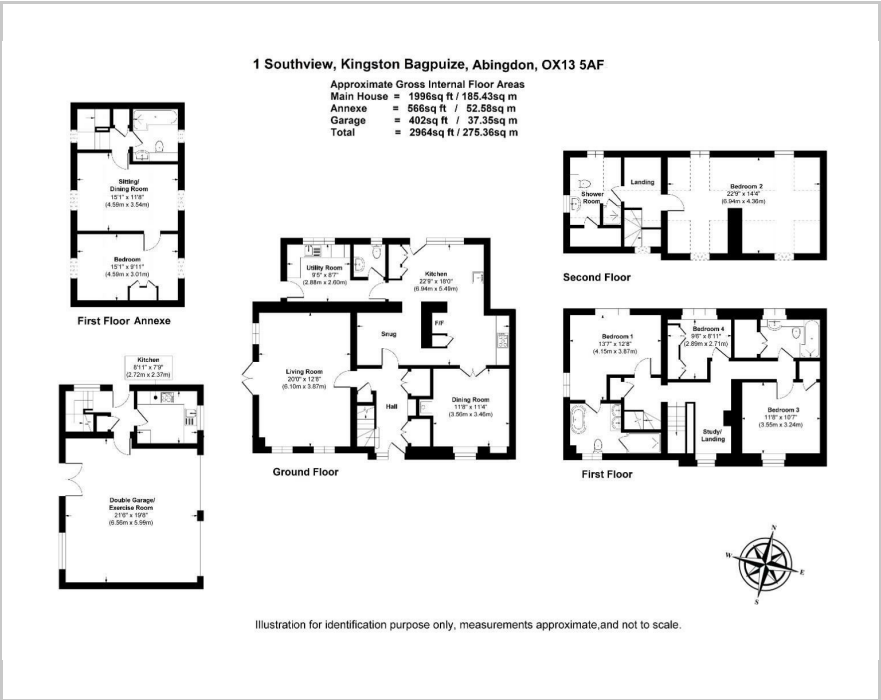 1 Southview, Kingston Bagpuize, Abingdon, OX13 5AF
Approximate Gross Internal Floor Areas
Main House = 1996sq ft / 185.43sq m
Annexe = 566sq ft / 52.58sq m
Garage = 402sq ft / 37.35sq m
Total = 2964sq ft / 275.36sq m
Sitting/
Dining Room
15'1" x 11'8"
(4.59m x 3.54m)
Bedroom
15'1" x 9'11"
(4.59m x 3.01m)
First Floor Annexe
Kitchen
8'11" x 7'9"
(2.72m x 2.37m)
Double Garage/
Exercise Room
21'6" x 19'8"
(6.56m x 5.99m)
Utility Room
9'5" x 8'7"
(2.88m x 2.60m)
Kitchen
22'9" x 18'0"
(6.94m x 5.49m)
Snug
F/F
Living Room
20'0" x 12'8"
(6.10m x 3.87m)
Hall
Dining Room
11'8" x 11'4"
(3.56m x 3.46m)
Ground Floor
Shower
Room
Landing
Bedroom 2
22'9" x 14'4"
(6.94m x 4.36m)
Second Floor
Bedroom 1
13'7" x 12'8"
(4.15m x 3.87m)
Bedroom 4
9'6" x 8'11"
(2.89m x 2.71m)
Bedroom 3
11'8" x 10'7"
(3.55m x 3.24m)
Study/
Landing
First Floor
N
W
E
S
Illustration for identification purpose only, measurements approximate,and not to scale.